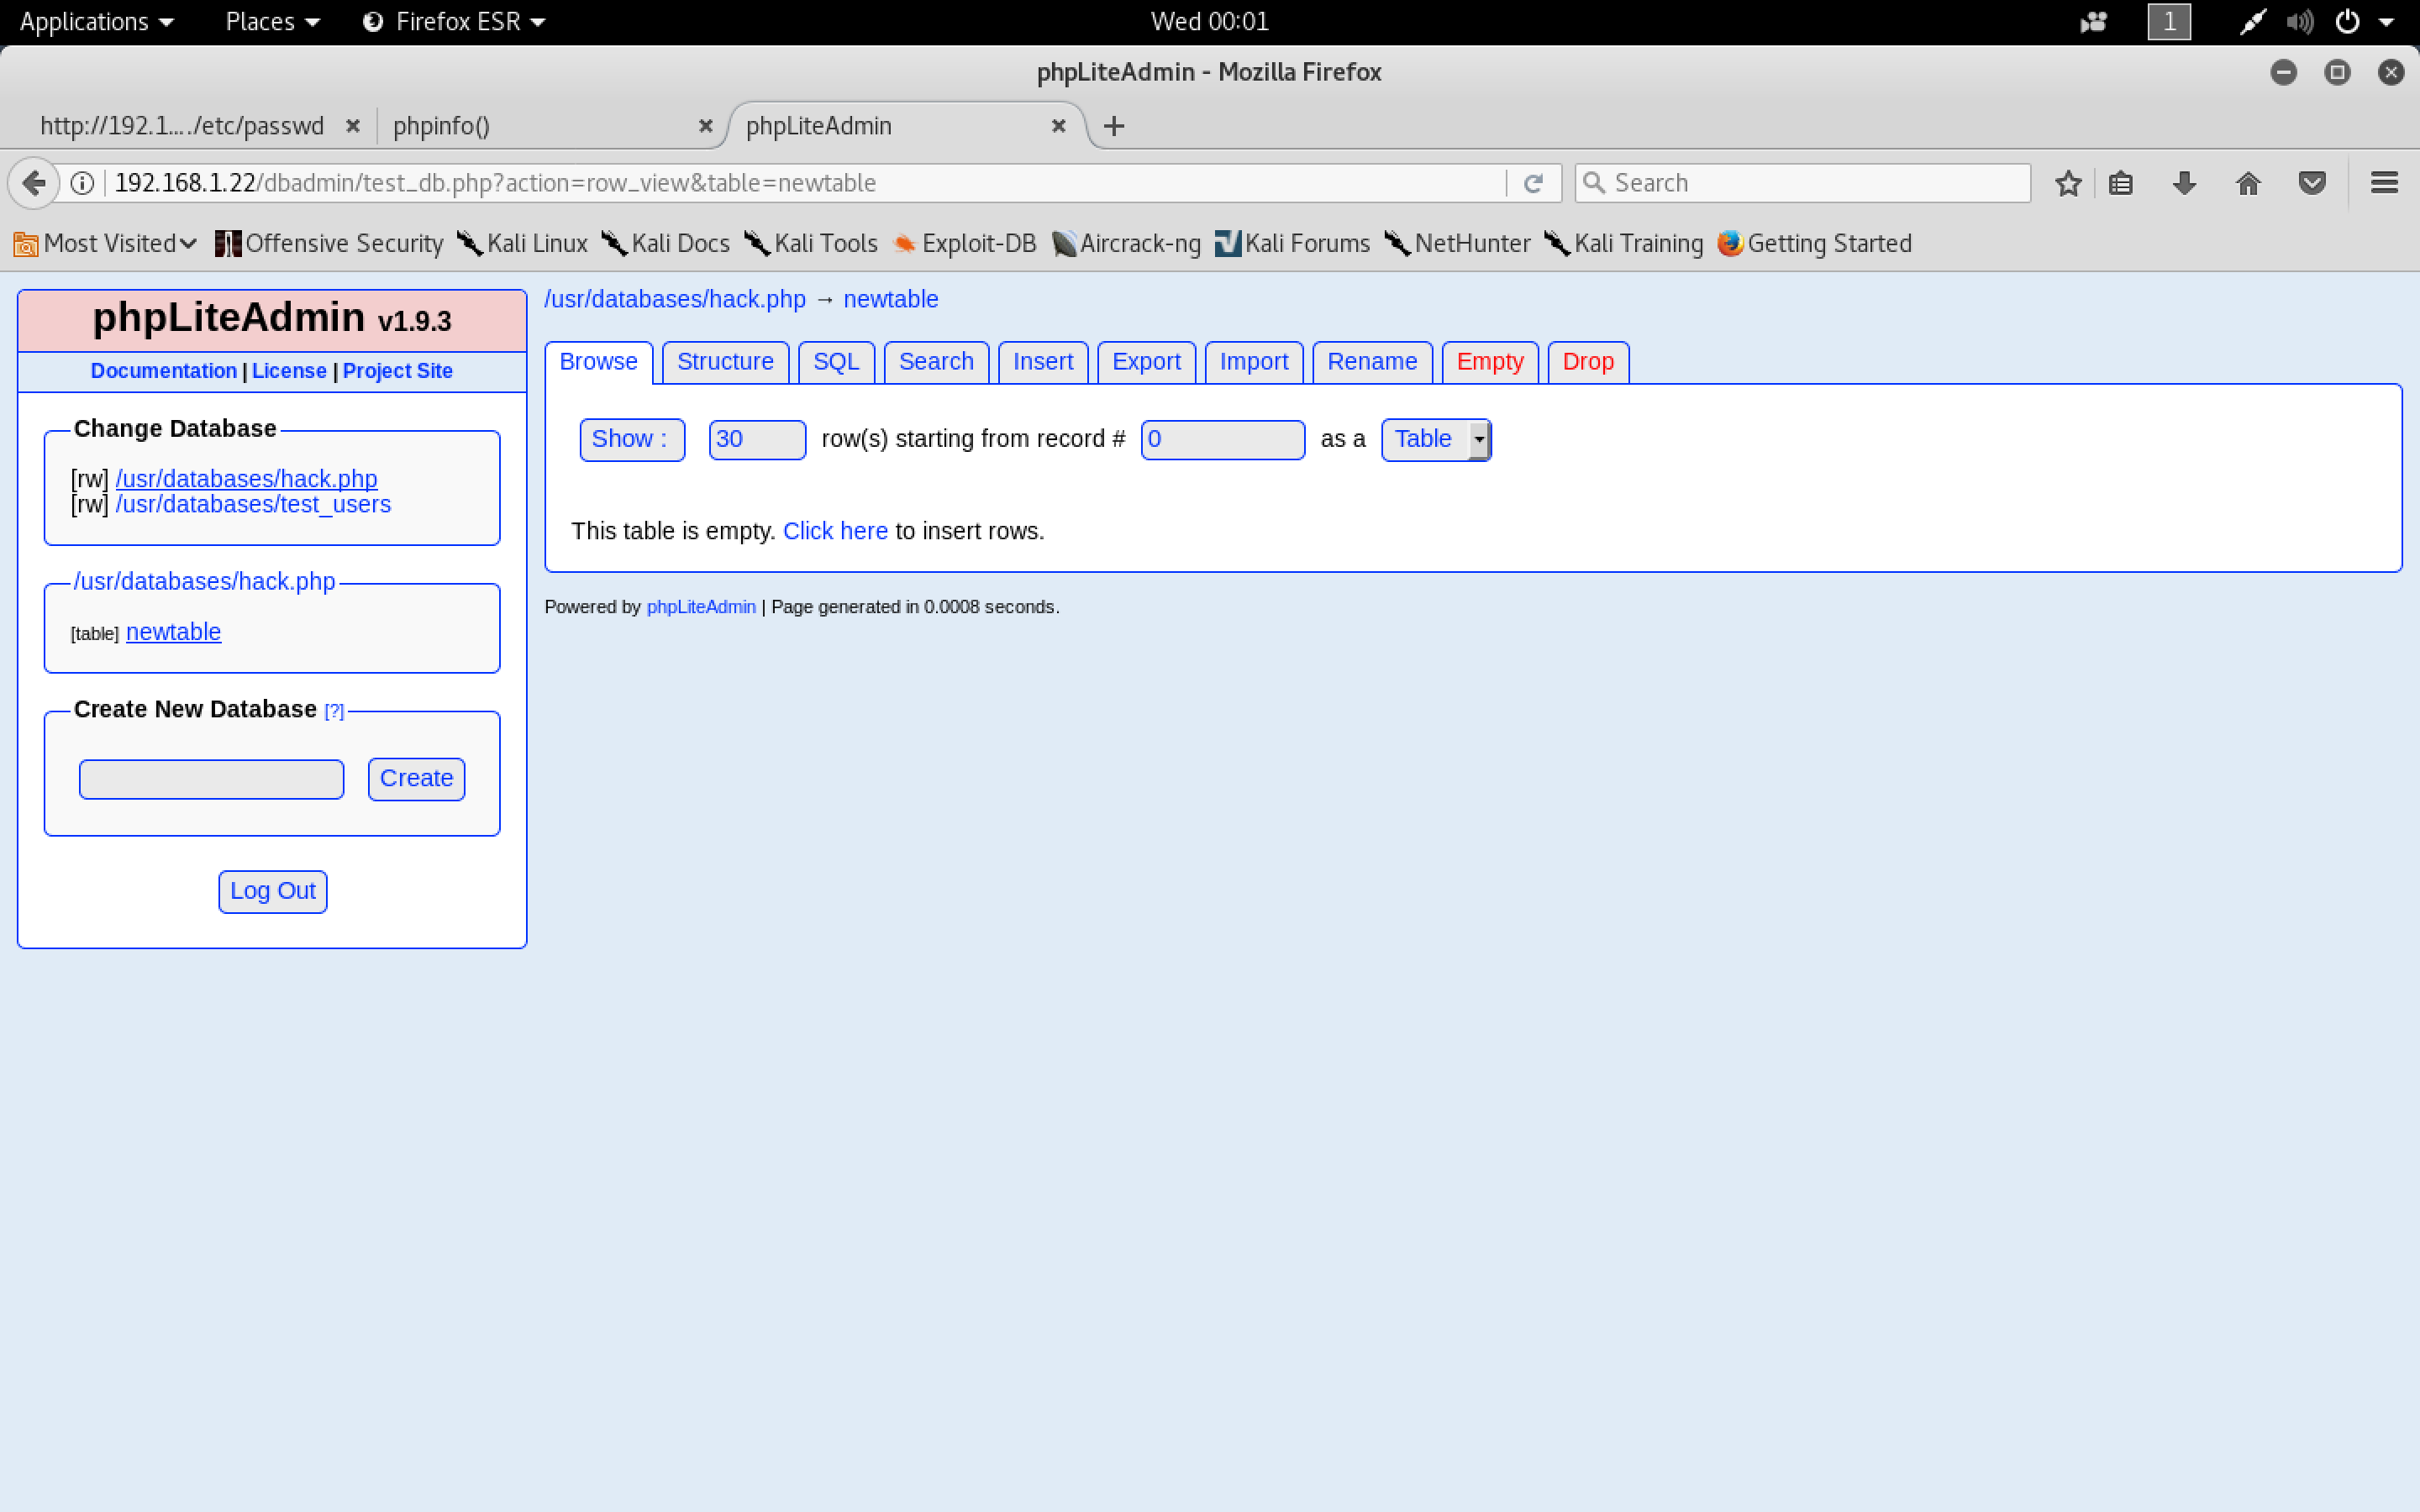 Applications Places Firefox ESR Wed 00:01 1
phpLiteAdmin - Mozilla Firefox
http://192.1.../etc/passwd phpinfo() phpLiteAdmin
192.168.1.22/dbadmin/test_db.php?action=row_view&table=newtable Search
Most Visited Offensive Security Kali Linux Kali Docs Kali Tools Exploit-DB Aircrack-ng Kali Forums NetHunter Kali Training Getting Started
phpLiteAdmin v1.9.3
Documentation | License | Project Site
Change Database
[rw] /usr/databases/hack.php
[rw] /usr/databases/test_users
/usr/databases/hack.php
[table] newtable
Create New Database [?]
Create
Log Out
/usr/databases/hack.php → newtable
Browse Structure SQL Search Insert Export Import Rename Empty Drop
Show : 30 row(s) starting from record # 0 as a Table
This table is empty. Click here to insert rows.
Powered by phpLiteAdmin | Page generated in 0.0008 seconds.